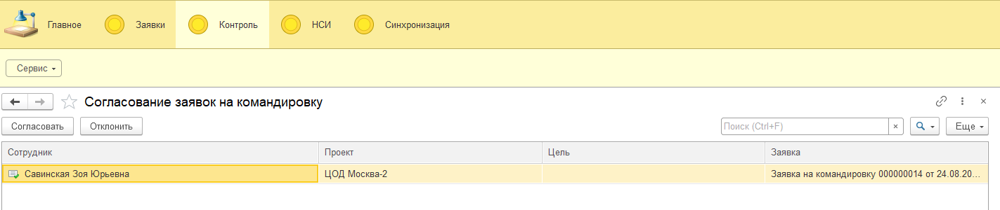 Главное Заявки Контроль НСИ Синхронизация
Сервис
Согласование заявок на командировку
Согласовать Отклонить Поиск (Ctrl+F) × Еще
Сотрудник Проект Цель Заявка
Савинская Зоя Юрьевна ЦОД Москва-2 Заявка на командировку 000000014 от 24.08.20...